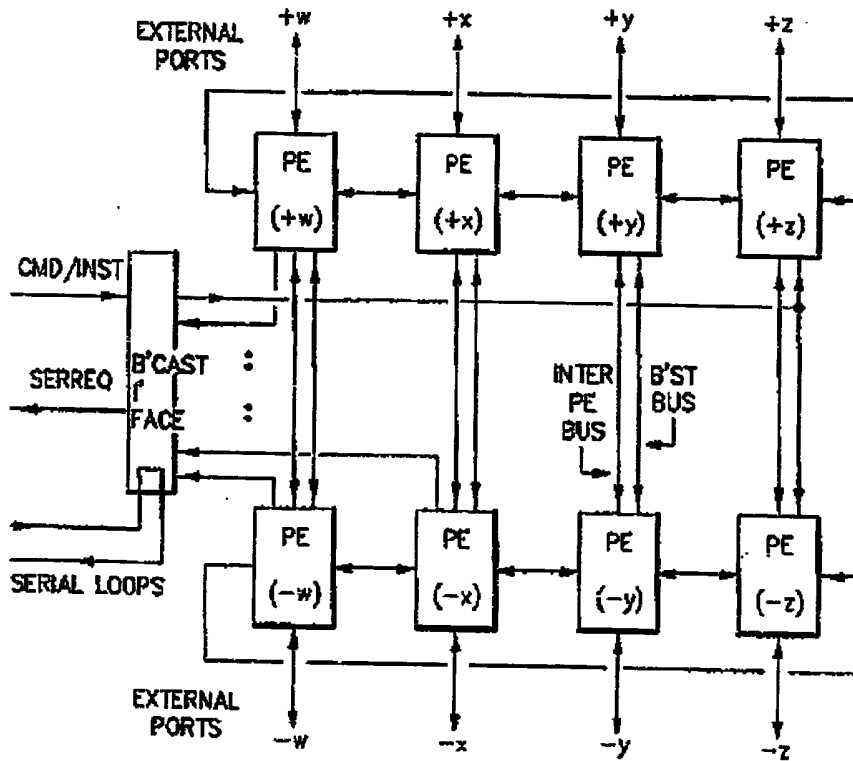 EXTERNAL
PORTS
+w
+x
+y
+z
PE
(+w)
PE
(+x)
PE
(+y)
PE
(+z)
CMD/INST
B'CAST
I
FACE
SERREQ
SERIAL LOOPS
INTER
PE
BUS
B'ST
BUS
PE
(-w)
PE
(-x)
PE
(-y)
PE
(-z)
EXTERNAL
PORTS
-w
-x
-y
-z